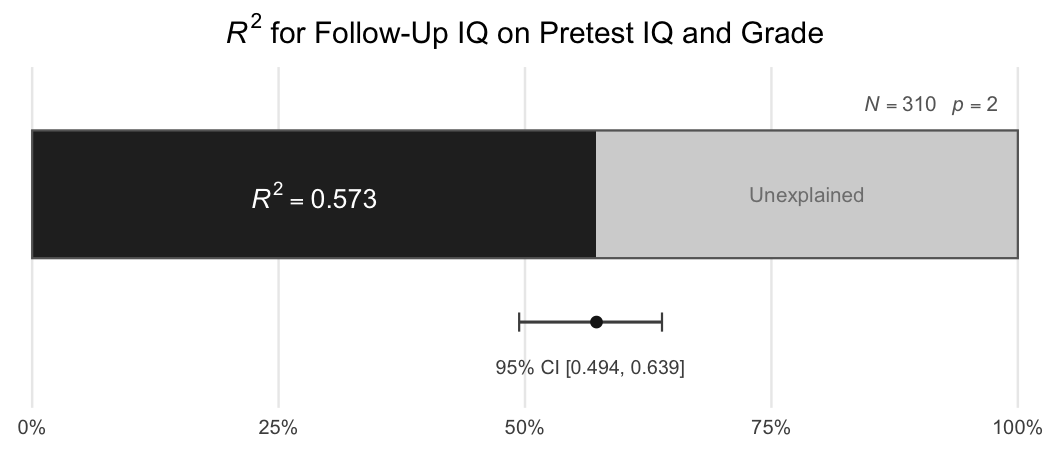 R² for Follow-Up IQ on Pretest IQ and Grade
N = 310 p = 2
R² = 0.573
Unexplained
95% CI [0.494, 0.639]
0% 25% 50% 75% 100%